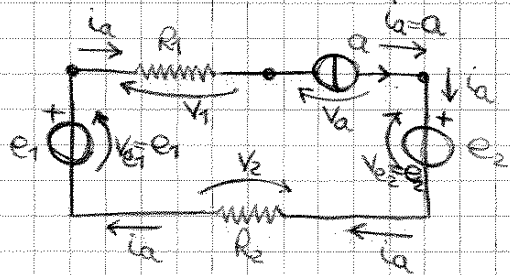 iₐ R₁ a iₐ=a
V₁ Vₐ iₐ
+ +
e₁ Vₑ₁=e₁ Vₑ₂=e₂ e₂
V₂
iₐ R₂ iₐ